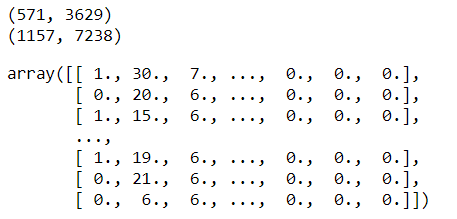 (571, 3629)
(1157, 7238)
array([[ 1., 30., 7., ..., 0., 0., 0.],
[ 0., 20., 6., ..., 0., 0., 0.],
[ 1., 15., 6., ..., 0., 0., 0.],
...,
[ 1., 19., 6., ..., 0., 0., 0.],
[ 0., 21., 6., ..., 0., 0., 0.],
[ 0., 6., 6., ..., 0., 0., 0.]])